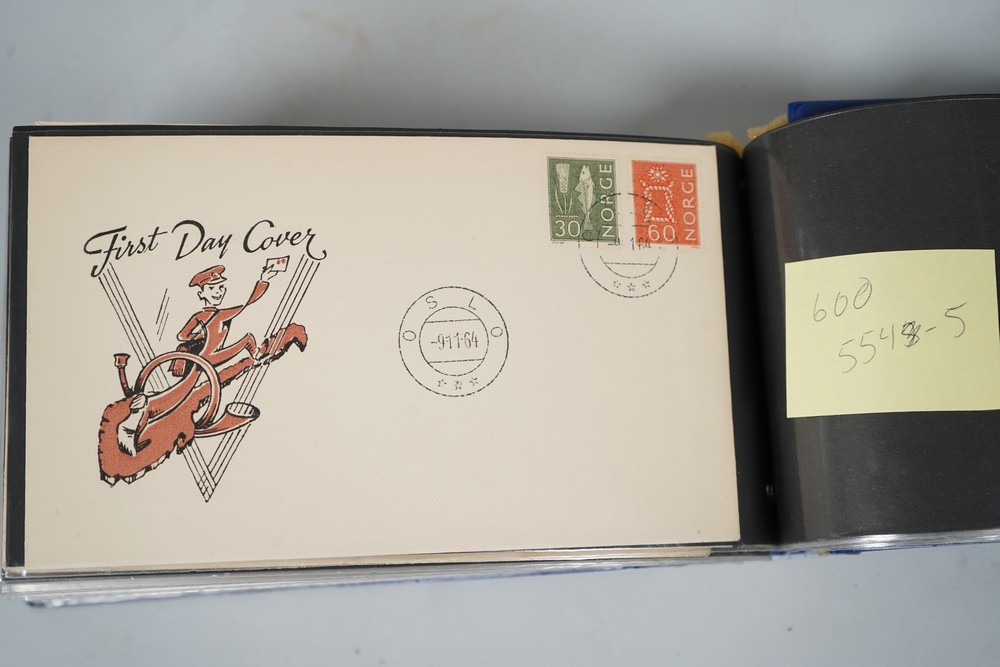 First Day Cover
30 NORGE
60 NORGE
OSLO
-9.11.64
600
5548-5